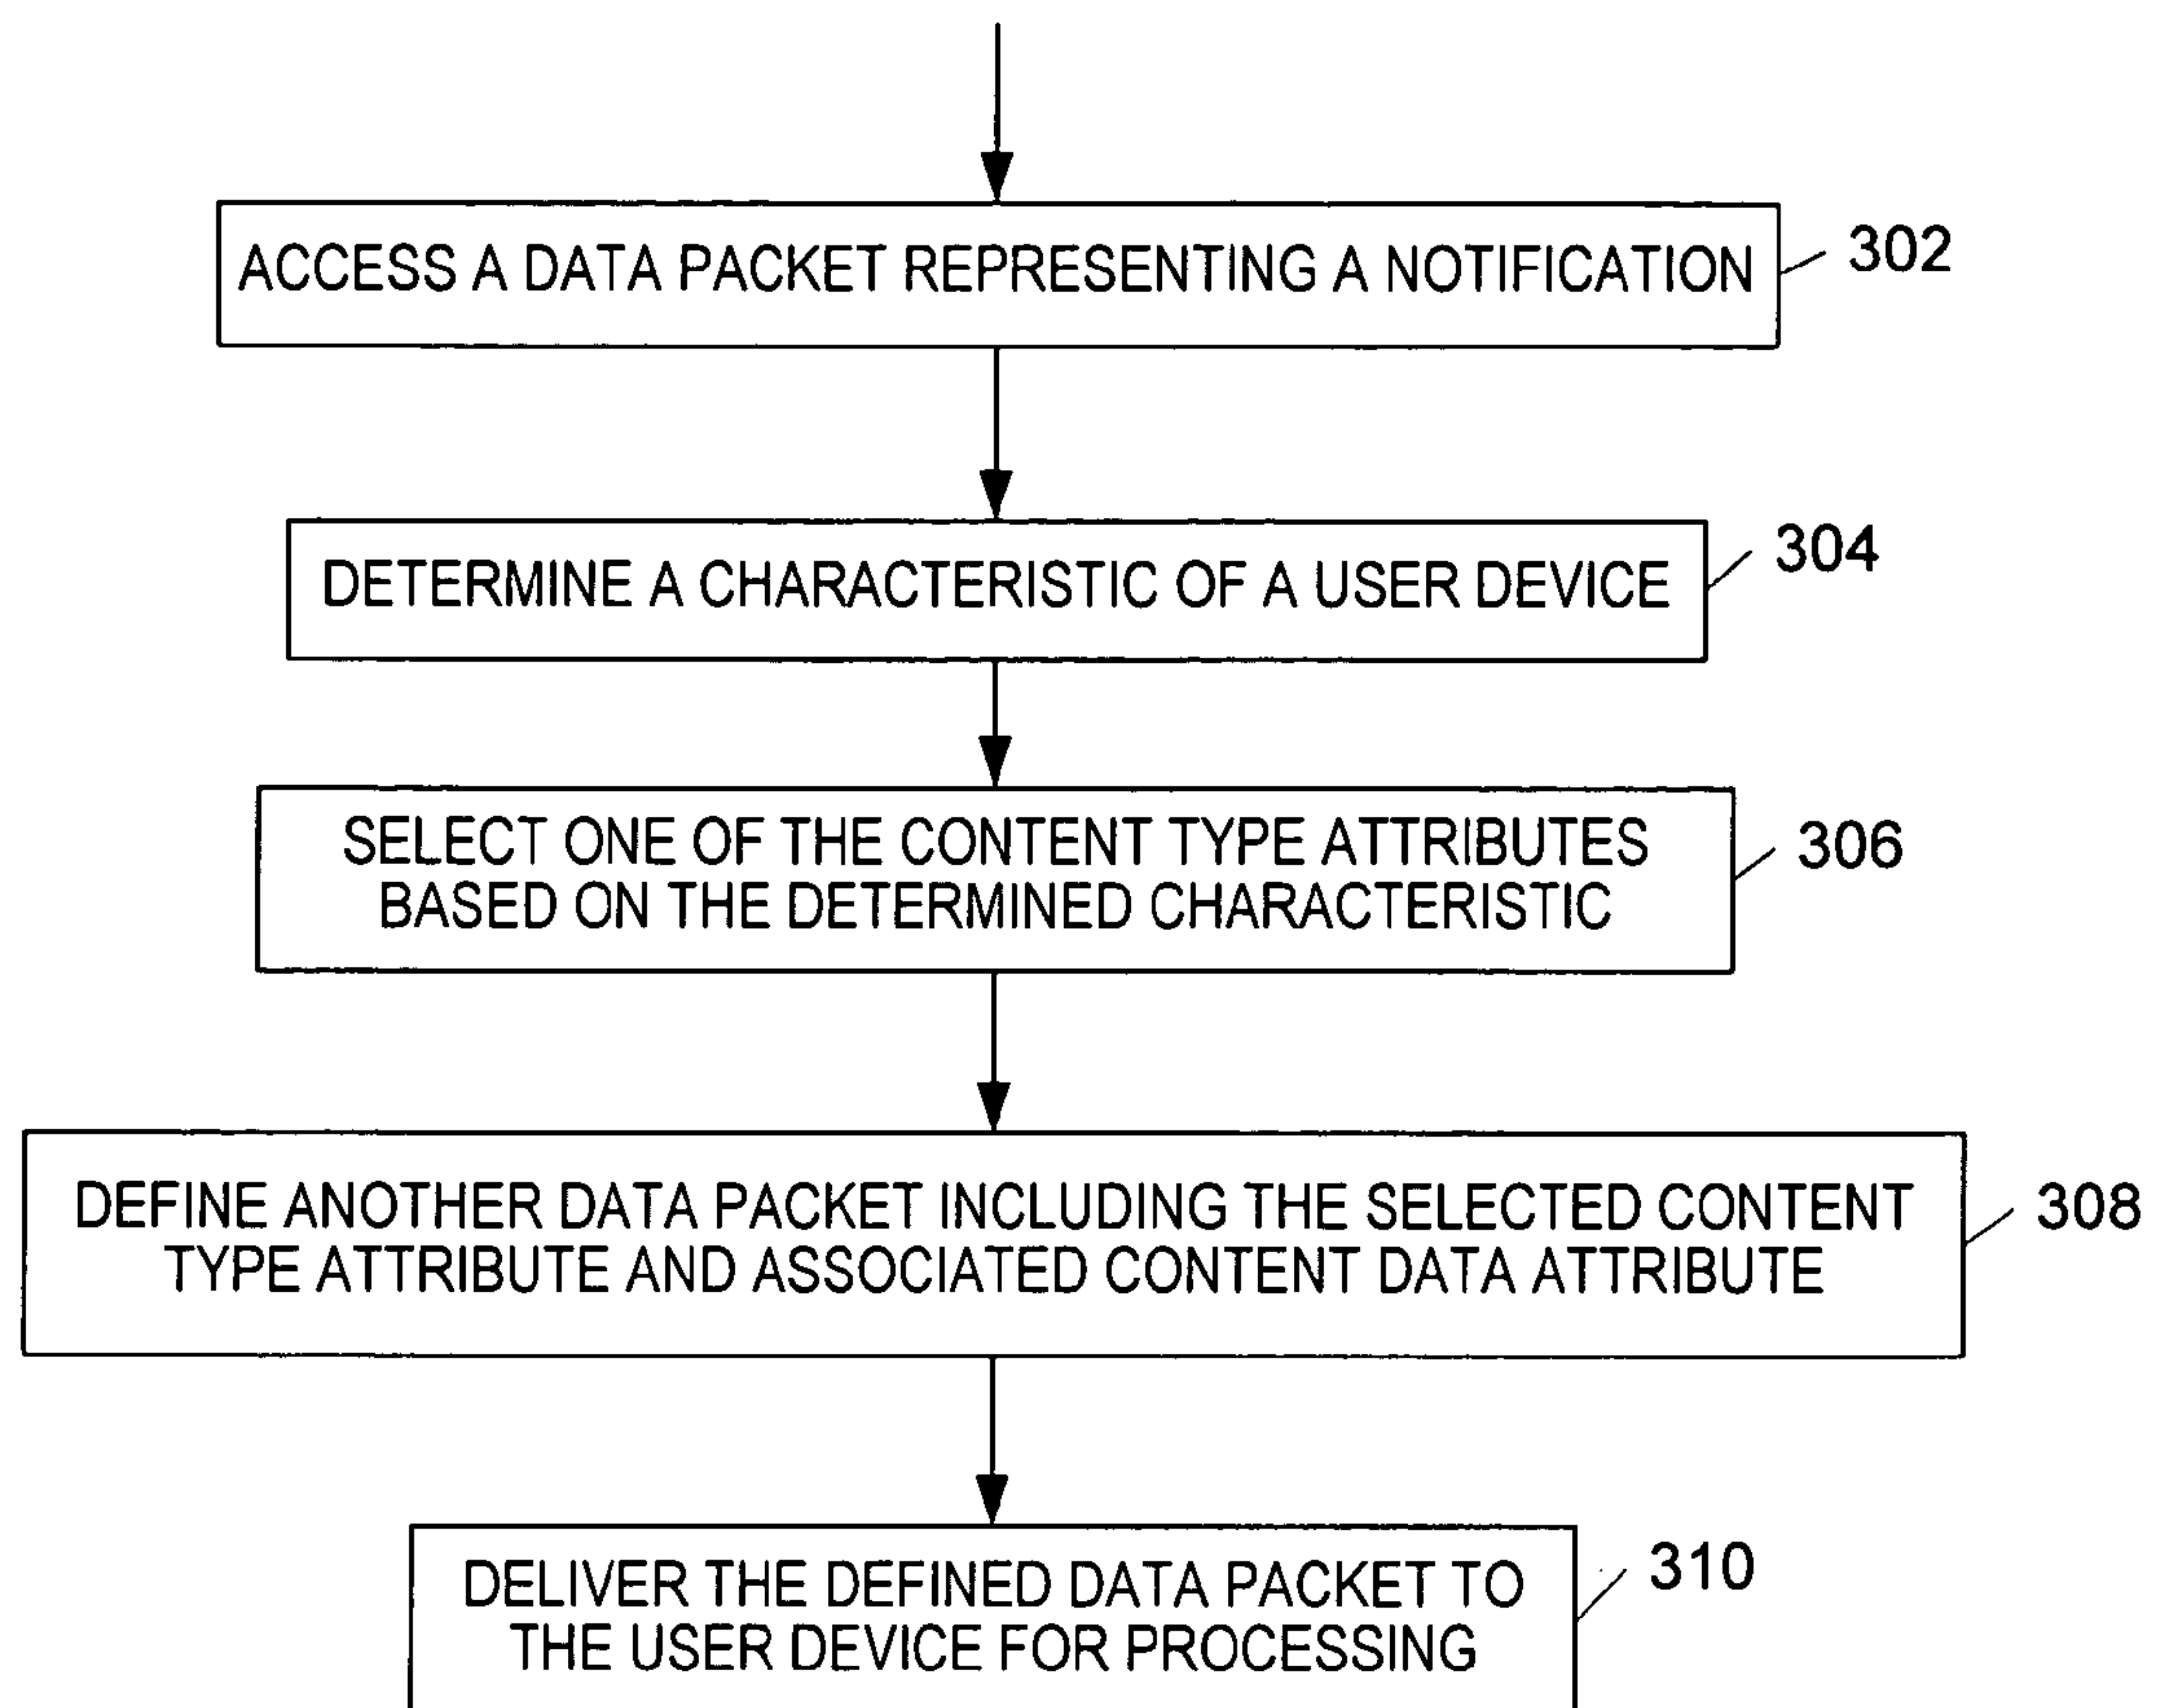 ACCESS A DATA PACKET REPRESENTING A NOTIFICATION
302
DETERMINE A CHARACTERISTIC OF A USER DEVICE
304
SELECT ONE OF THE CONTENT TYPE ATTRIBUTES
BASED ON THE DETERMINED CHARACTERISTIC
306
DEFINE ANOTHER DATA PACKET INCLUDING THE SELECTED CONTENT
TYPE ATTRIBUTE AND ASSOCIATED CONTENT DATA ATTRIBUTE
308
DELIVER THE DEFINED DATA PACKET TO
THE USER DEVICE FOR PROCESSING
310